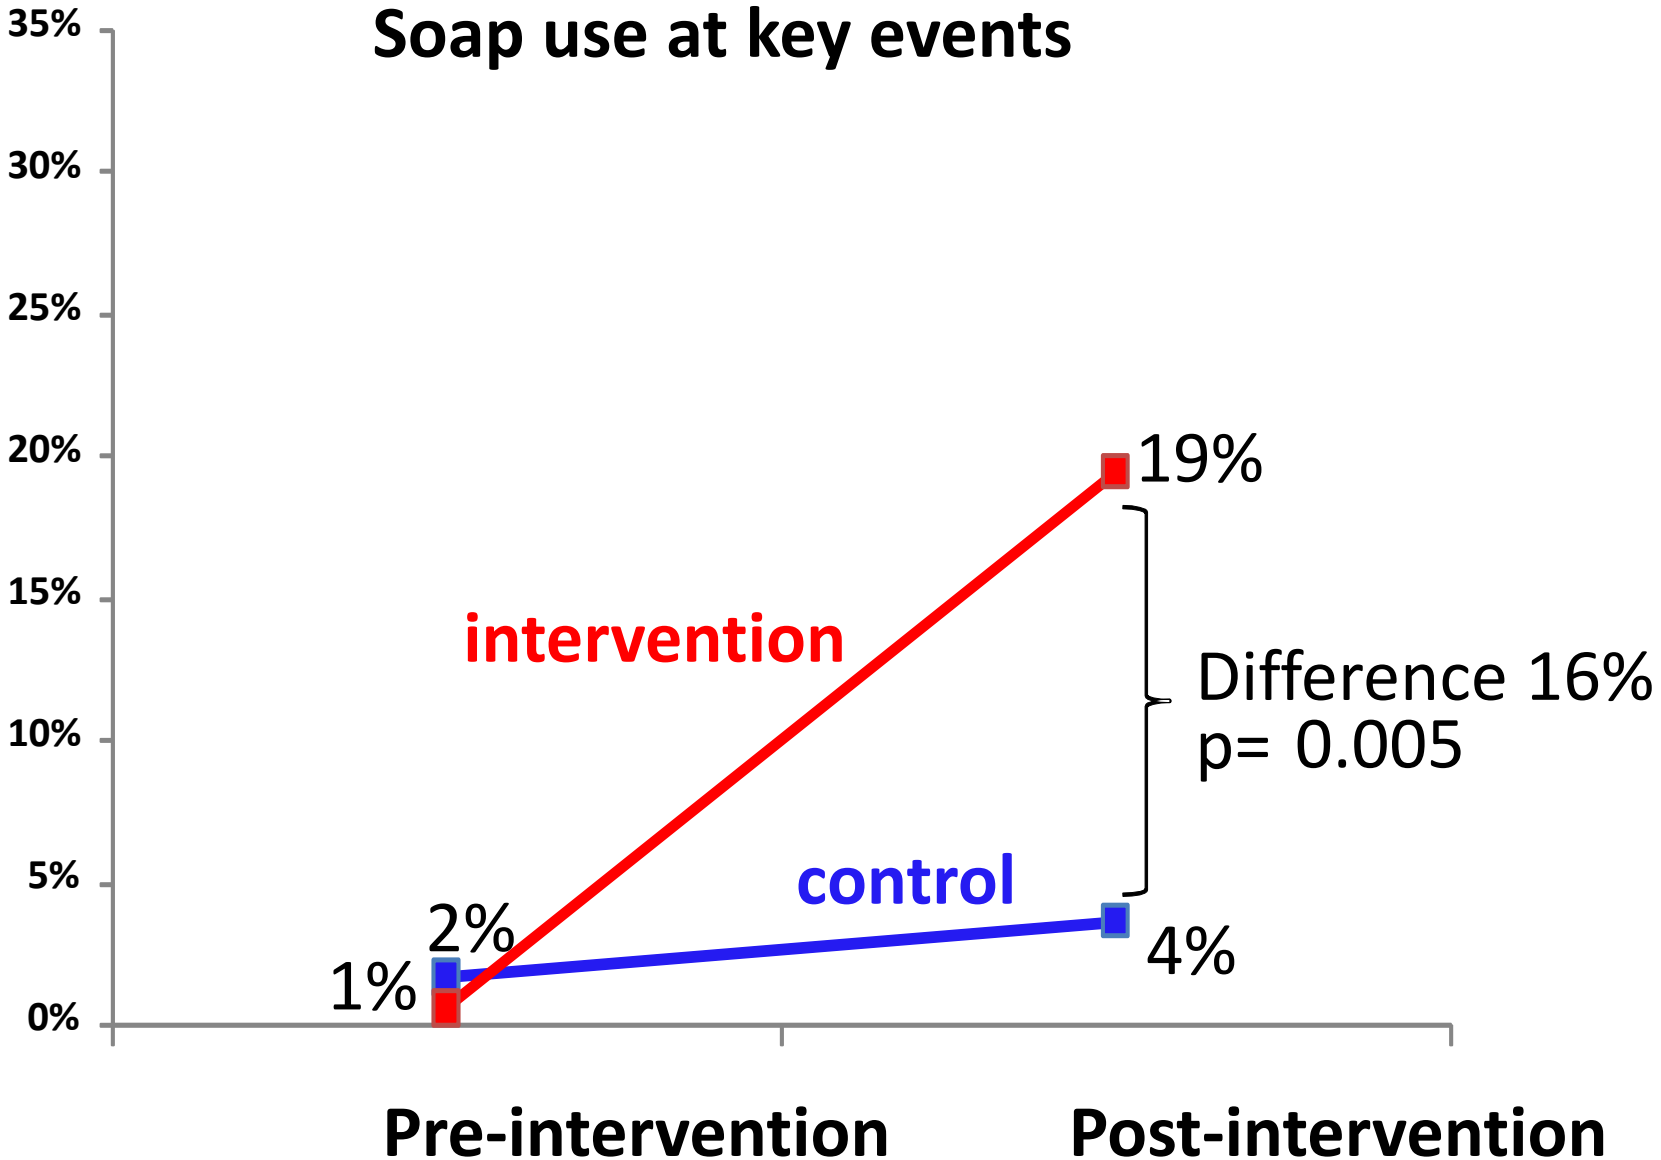 Soap use at key events
35%
30%
25%
20%
15%
10%
5%
0%
19%
intervention
Difference 16%
p= 0.005
control
2%
1%
4%
Pre-intervention
Post-intervention